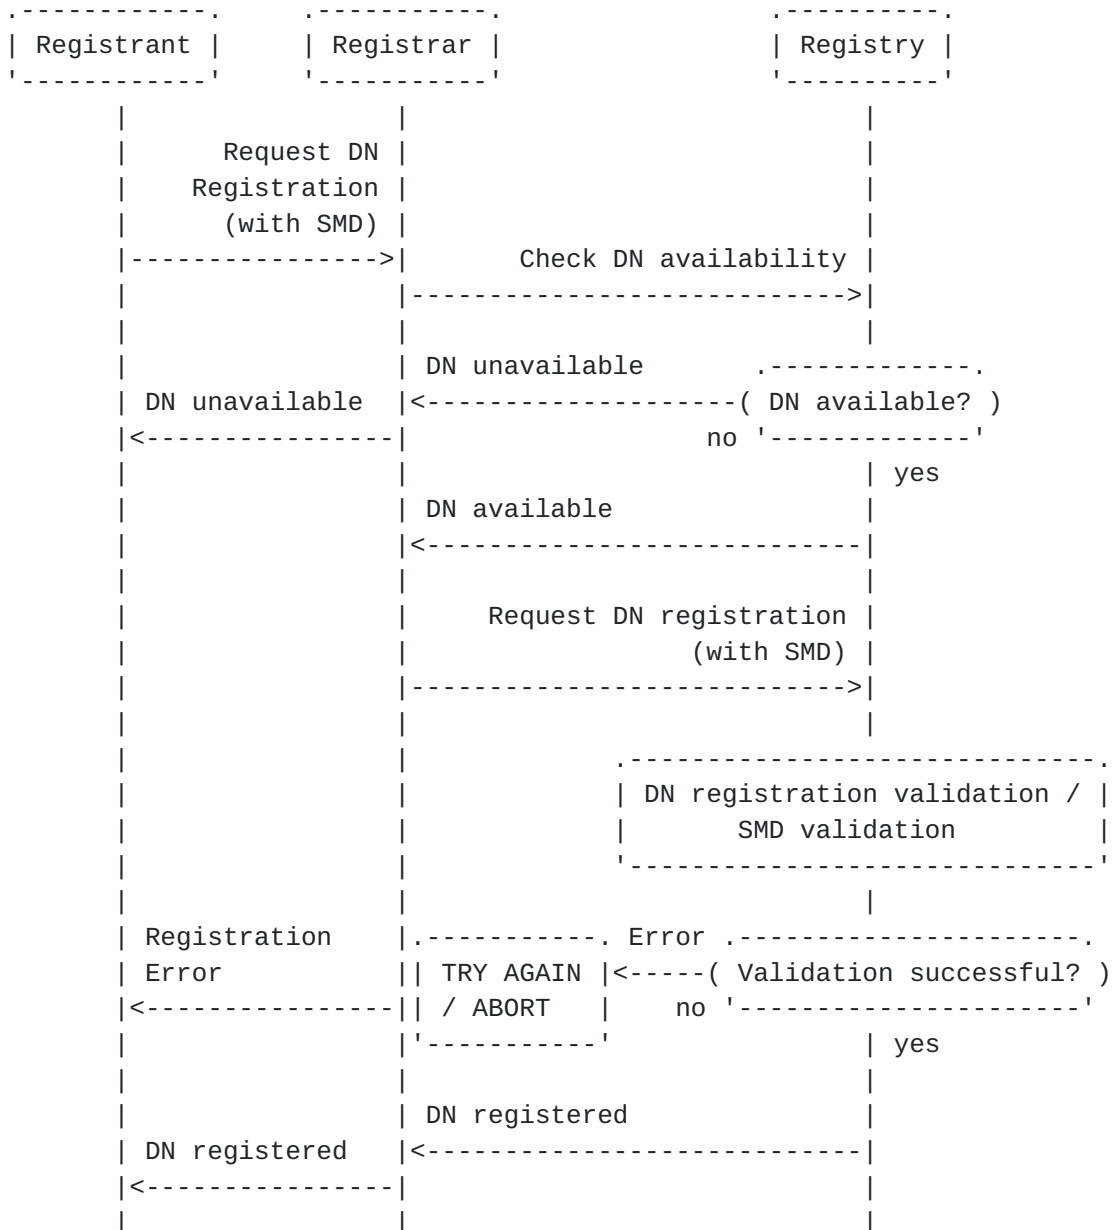 Registrant Registrar Registry
Request DN
Registration
(with SMD)
Check DN availability
DN unavailable
DN unavailable ( DN available? )
no
yes
DN available
Request DN registration
(with SMD)
DN registration validation /
SMD validation
Registration Error
Error TRY AGAIN ( Validation successful? )
/ ABORT no
yes
DN registered
DN registered